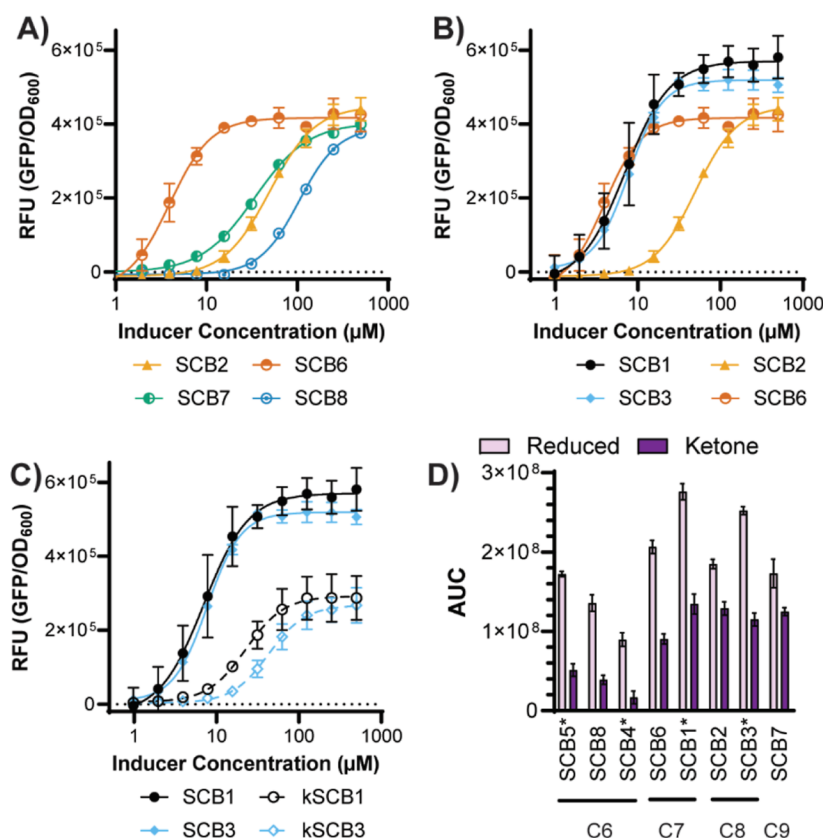 A)
6×10⁵
4×10⁵
2×10⁵
0
RFU (GFP/OD₆₀₀)
1 10 100 1000
Inducer Concentration (µM)
SCB2 SCB6
SCB7 SCB8
B)
6×10⁵
4×10⁵
2×10⁵
0
RFU (GFP/OD₆₀₀)
1 10 100 1000
Inducer Concentration (µM)
SCB1 SCB2
SCB3 SCB6
C)
6×10⁵
4×10⁵
2×10⁵
0
RFU (GFP/OD₆₀₀)
1 10 100 1000
Inducer Concentration (µM)
SCB1 kSCB1
SCB3 kSCB3
Reduced Ketone
D)
3×10⁸
2×10⁸
1×10⁸
0
AUC
SCB5* SCB8 SCB4* SCB6 SCB1* SCB2 SCB3* SCB7
C6 C7 C8 C9